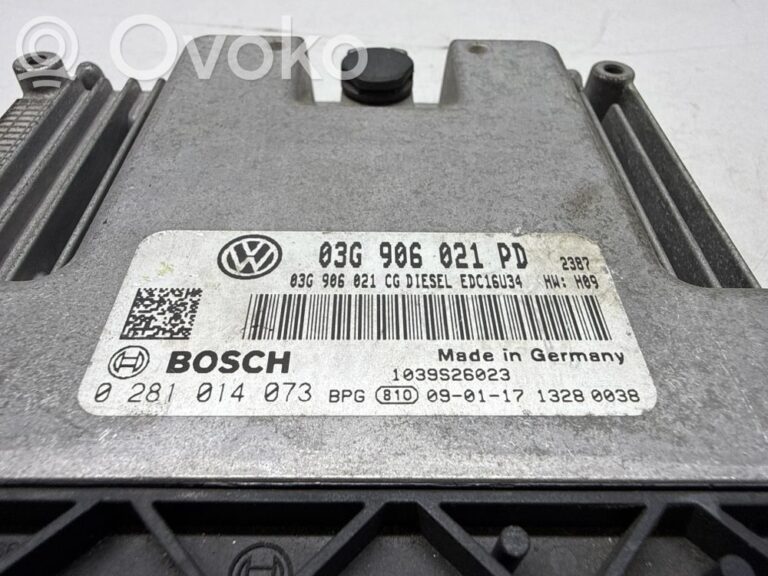 Ovoko
03G 906 021 PD 2387
03G 906 021 CG DIESEL EDC16U34 HW: H09
BOSCH Made in Germany
1039S26023
0 281 014 073 BPG 810 09-01-17 1328 0038